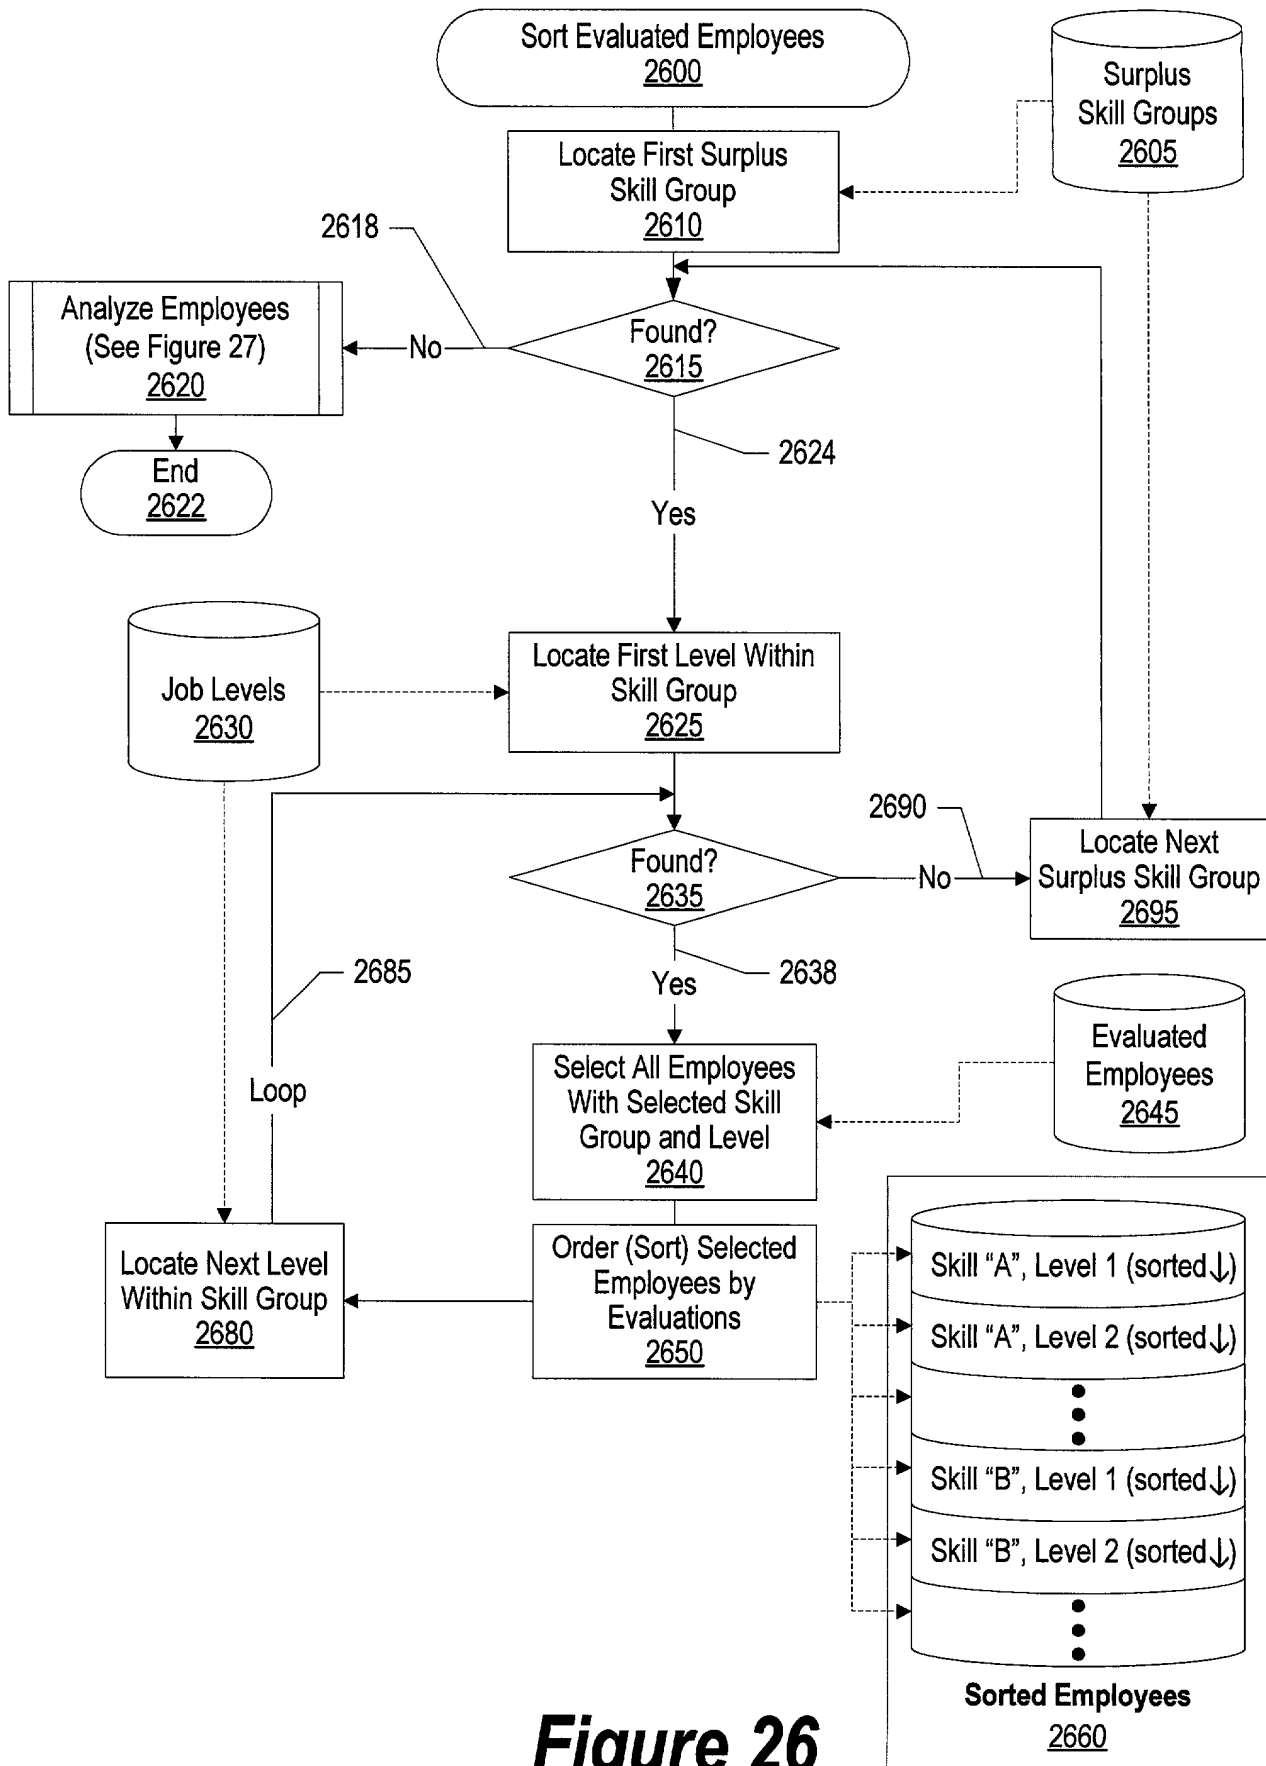 Sort Evaluated Employees
2600
Surplus
Skill Groups
2605
Locate First Surplus
Skill Group
2610
2618
Analyze Employees
(See Figure 27)
2620
No
Found?
2615
End
2622
2624
Yes
Job Levels
2630
Locate First Level Within
Skill Group
2625
2690
Found?
2635
No
Locate Next
Surplus Skill Group
2695
2685
2638
Yes
Loop
Select All Employees
With Selected Skill
Group and Level
2640
Evaluated
Employees
2645
Locate Next Level
Within Skill Group
2680
Order (Sort) Selected
Employees by
Evaluations
2650
Skill “A”, Level 1 (sorted↓)
Skill “A”, Level 2 (sorted↓)
Skill “B”, Level 1 (sorted↓)
Skill “B”, Level 2 (sorted↓)
Sorted Employees
2660
Figure 26